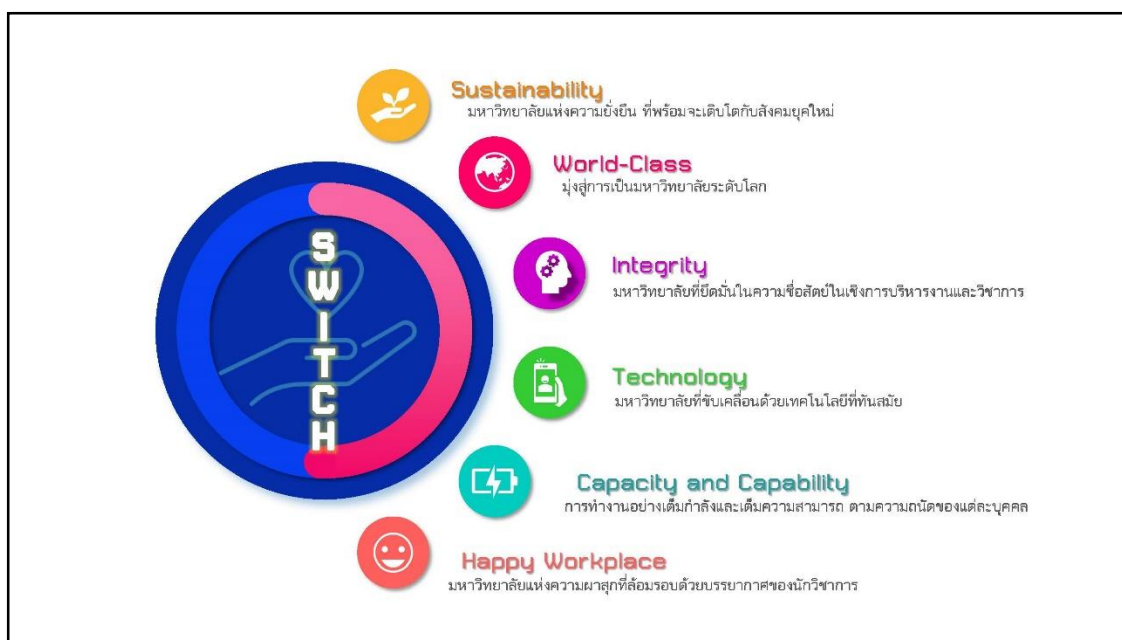 SWITCH
Sustainability
มหาวิทยาลัยแห่งความยั่งยืน ที่พร้อมจะเติบโตกับสังคมยุคใหม่
World-Class
มุ่งสู่การเป็นมหาวิทยาลัยระดับโลก
Integrity
มหาวิทยาลัยที่ยึดมั่นในความซื่อสัตย์ในเชิงการบริหารงานและวิชาการ
Technology
มหาวิทยาลัยที่ขับเคลื่อนด้วยเทคโนโลยีที่ทันสมัย
Capacity and Capability
การทำงานอย่างเต็มกำลังและเต็มความสามารถ ตามความถนัดของแต่ละบุคคล
Happy Workplace
มหาวิทยาลัยแห่งความผาสุกที่ล้อมรอบด้วยบรรยากาศของนักวิชาการ